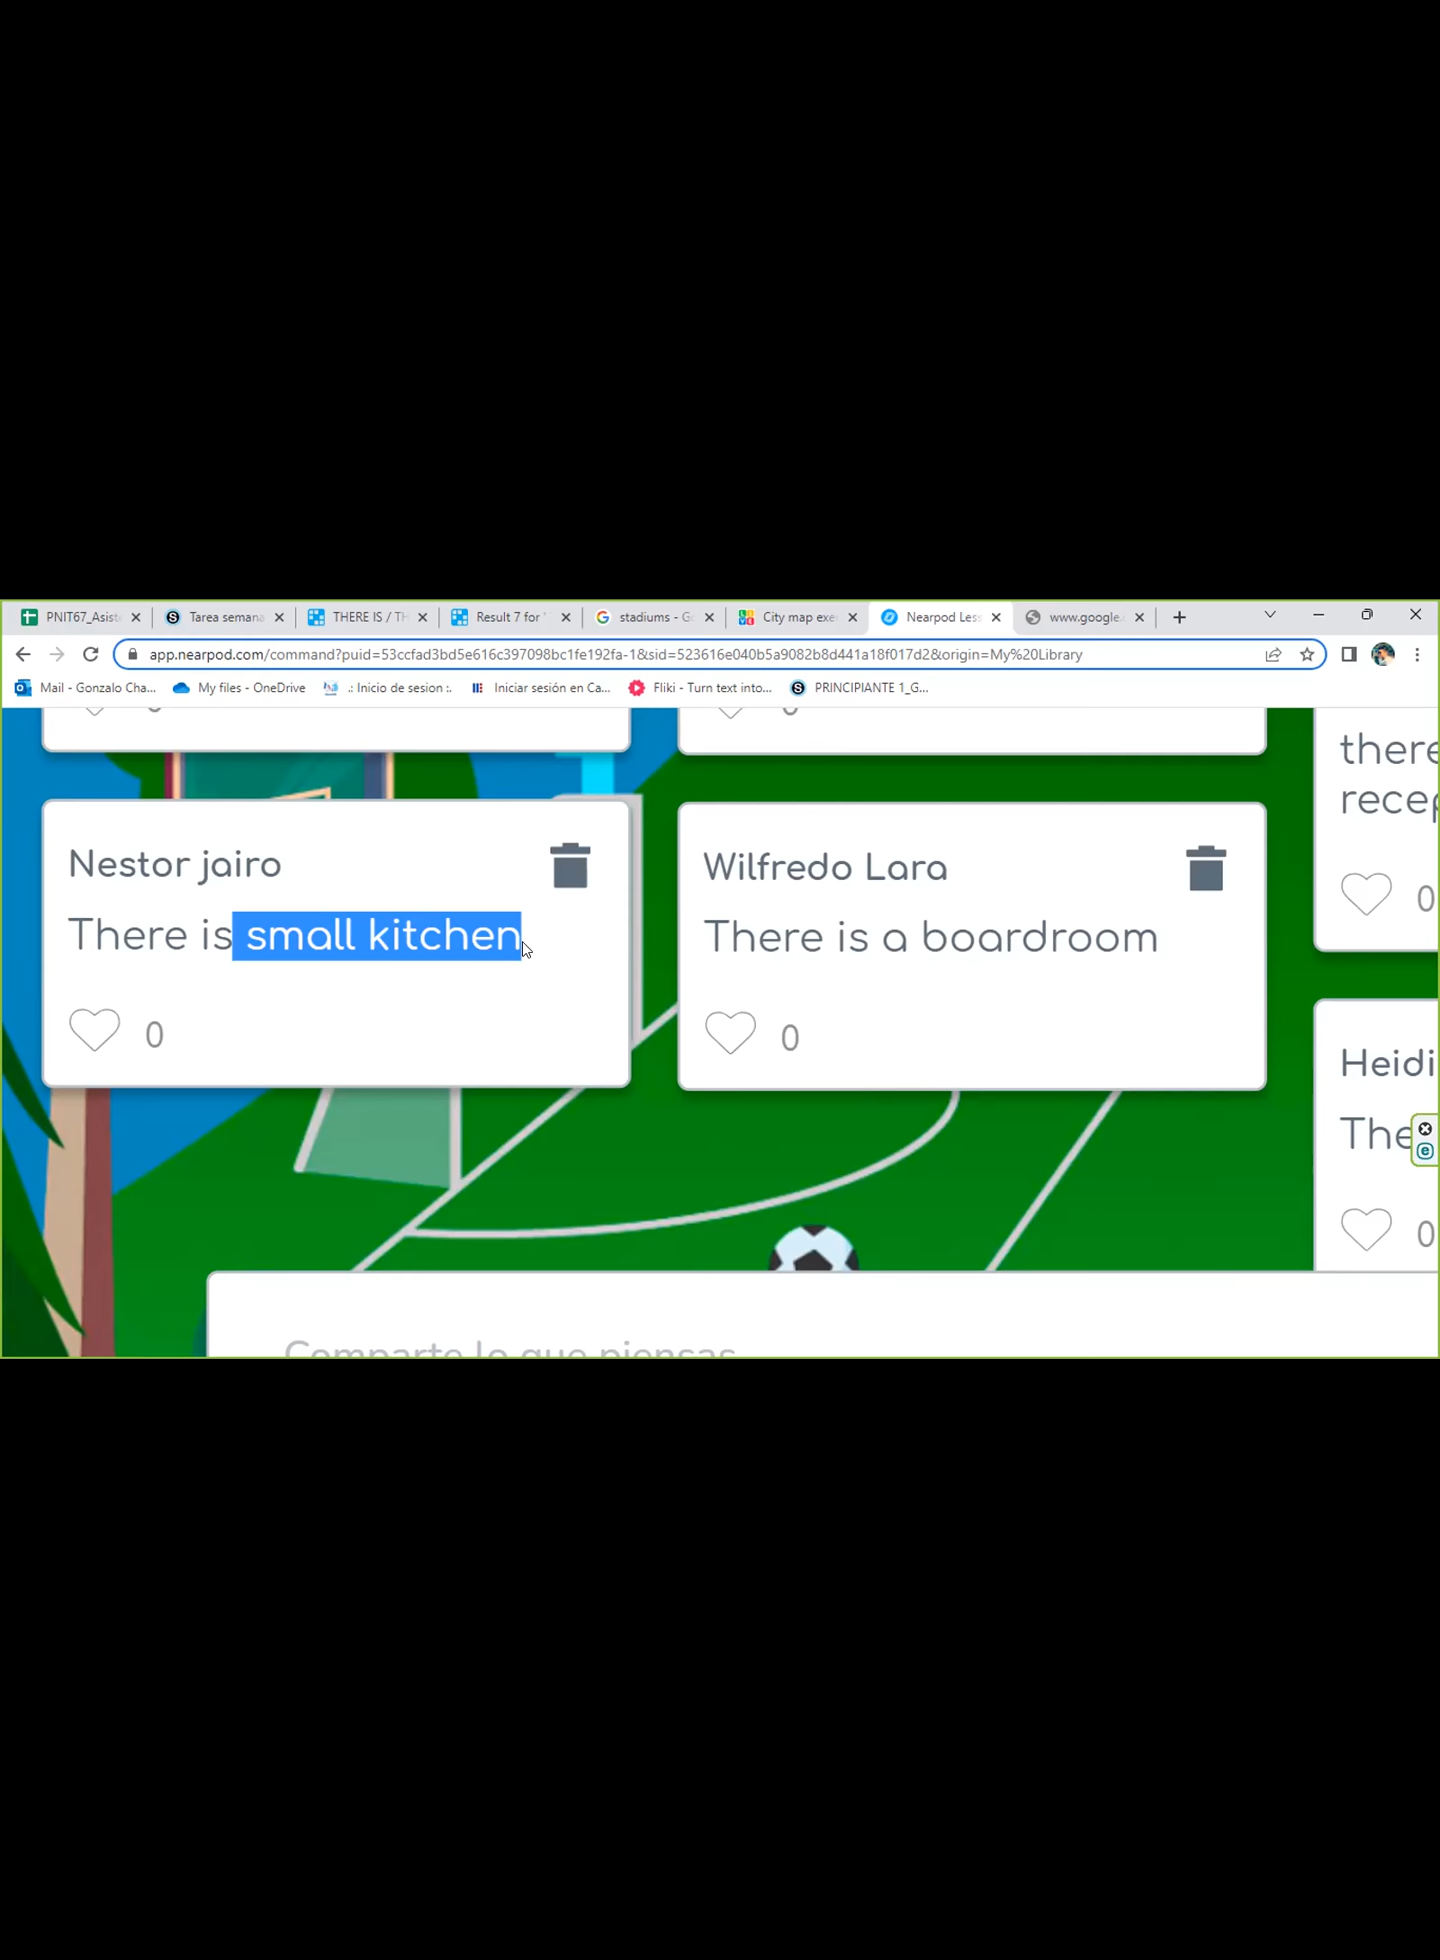 PNIT67_Asist
Tarea semana
THERE IS / TH
Result 7 for
stadiums - Go
City map exer
Nearpod Less
www.google.
app.nearpod.com/command?puid=53ccfad3bd5e616c397098bc1fe192fa-1&sid=523616e040b5a9082b8d441a18f017d2&origin=My%20Library
Mail - Gonzalo Cha...
My files - OneDrive
.: Inicio de sesion :.
Iniciar sesión en Ca...
Fliki - Turn text into...
PRINCIPIANTE 1_G...
there
recep
0
Nestor jairo
There is small kitchen
0
Wilfredo Lara
There is a boardroom
0
Heidi
The
0
Comparte lo que piensas